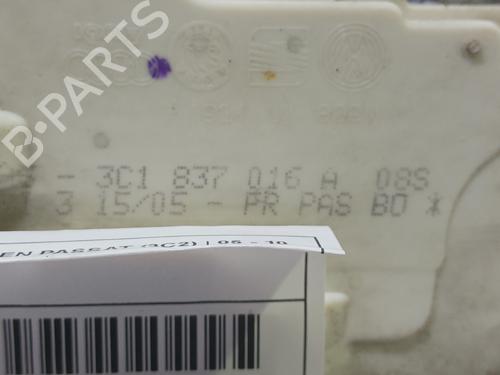 - 3C1 837 016 A 08S
3 15/05 - PR PAS BO *
EN PASSAT (3C2) | 05 - 10
B-PARTS